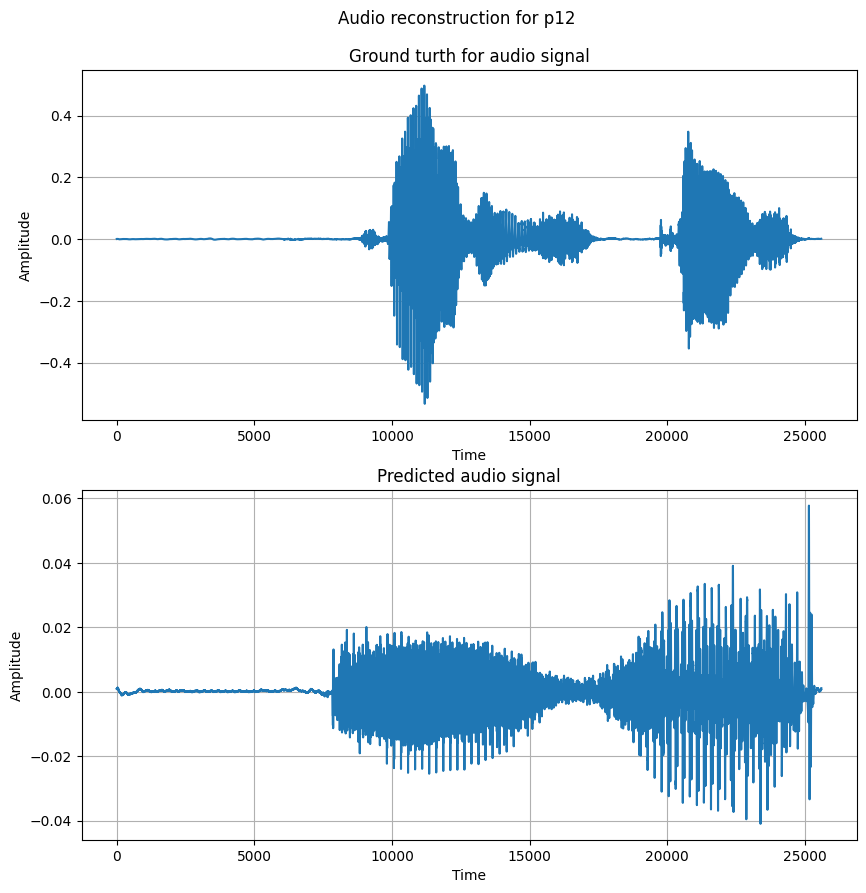 Audio reconstruction for p12
Ground turth for audio signal
0.4
0.2
0.0
−0.2
−0.4
Amplitude
0 5000 10000 15000 20000 25000
Time
Predicted audio signal
0.06
0.04
0.02
0.00
−0.02
−0.04
Amplitude
0 5000 10000 15000 20000 25000
Time